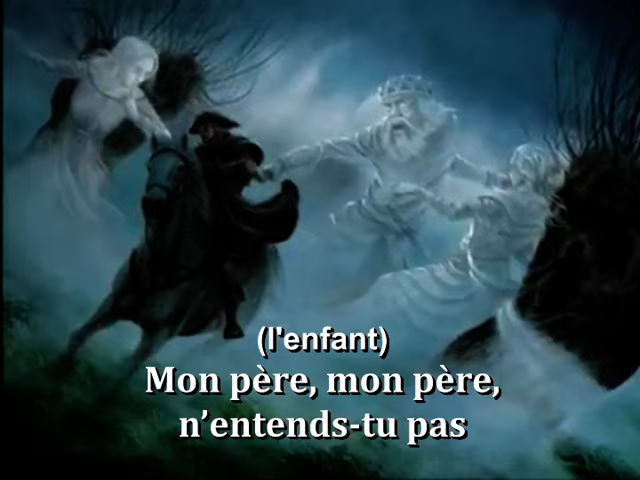 (l'enfant)
Mon père, mon père,
n’entends-tu pas